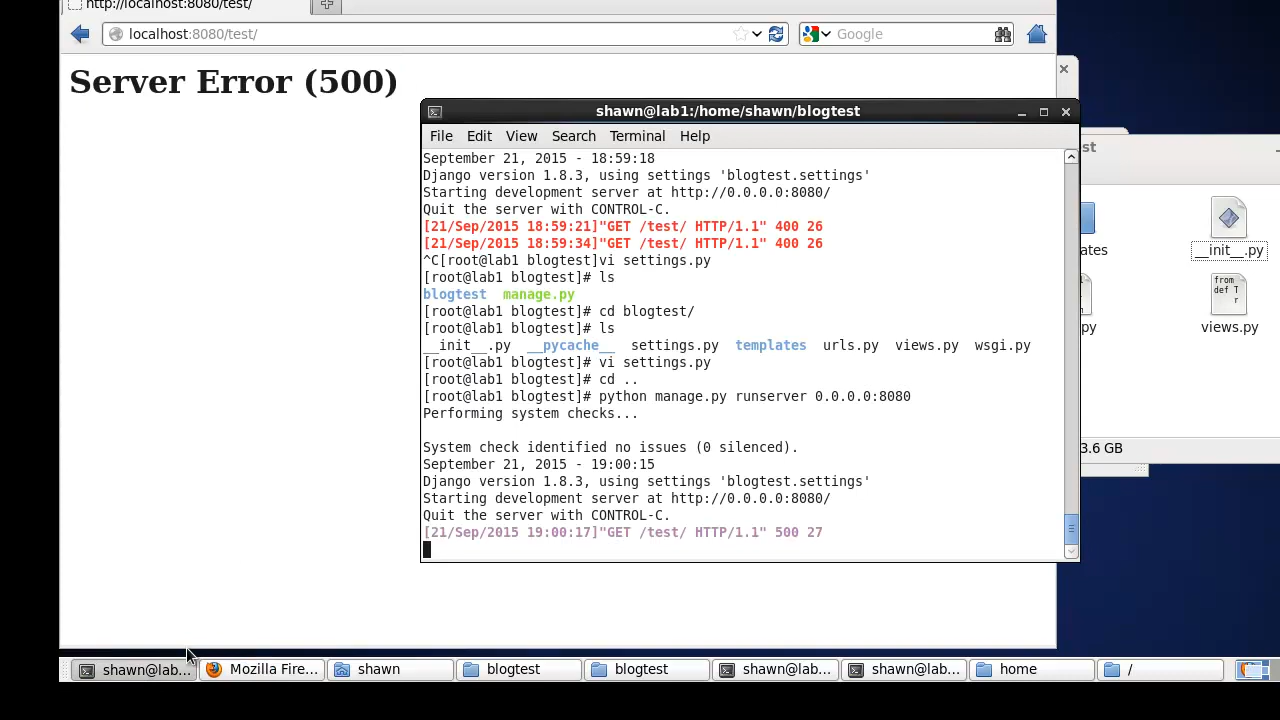 http://localhost:8080/test/
localhost:8080/test/
Google
Server Error (500)
shawn@lab1:/home/shawn/blogtest
File Edit View Search Terminal Help
September 21, 2015 - 18:59:18
Django version 1.8.3, using settings 'blogtest.settings'
Starting development server at http://0.0.0.0:8080/
Quit the server with CONTROL-C.
[21/Sep/2015 18:59:21]"GET /test/ HTTP/1.1" 400 26
[21/Sep/2015 18:59:34]"GET /test/ HTTP/1.1" 400 26
^C[root@lab1 blogtest]vi settings.py
[root@lab1 blogtest]# ls
blogtest manage.py
[root@lab1 blogtest]# cd blogtest/
[root@lab1 blogtest]# ls
__init__.py __pycache__ settings.py templates urls.py views.py wsgi.py
[root@lab1 blogtest]# vi settings.py
[root@lab1 blogtest]# cd ..
[root@lab1 blogtest]# python manage.py runserver 0.0.0.0:8080
Performing system checks...
System check identified no issues (0 silenced).
September 21, 2015 - 19:00:15
Django version 1.8.3, using settings 'blogtest.settings'
Starting development server at http://0.0.0.0:8080/
Quit the server with CONTROL-C.
[21/Sep/2015 19:00:17]"GET /test/ HTTP/1.1" 500 27
st
ates
__init__.py
from
def T
r
py
views.py
3.6 GB
shawn@lab...
Mozilla Fire...
shawn
blogtest
blogtest
shawn@lab...
shawn@lab...
home
/